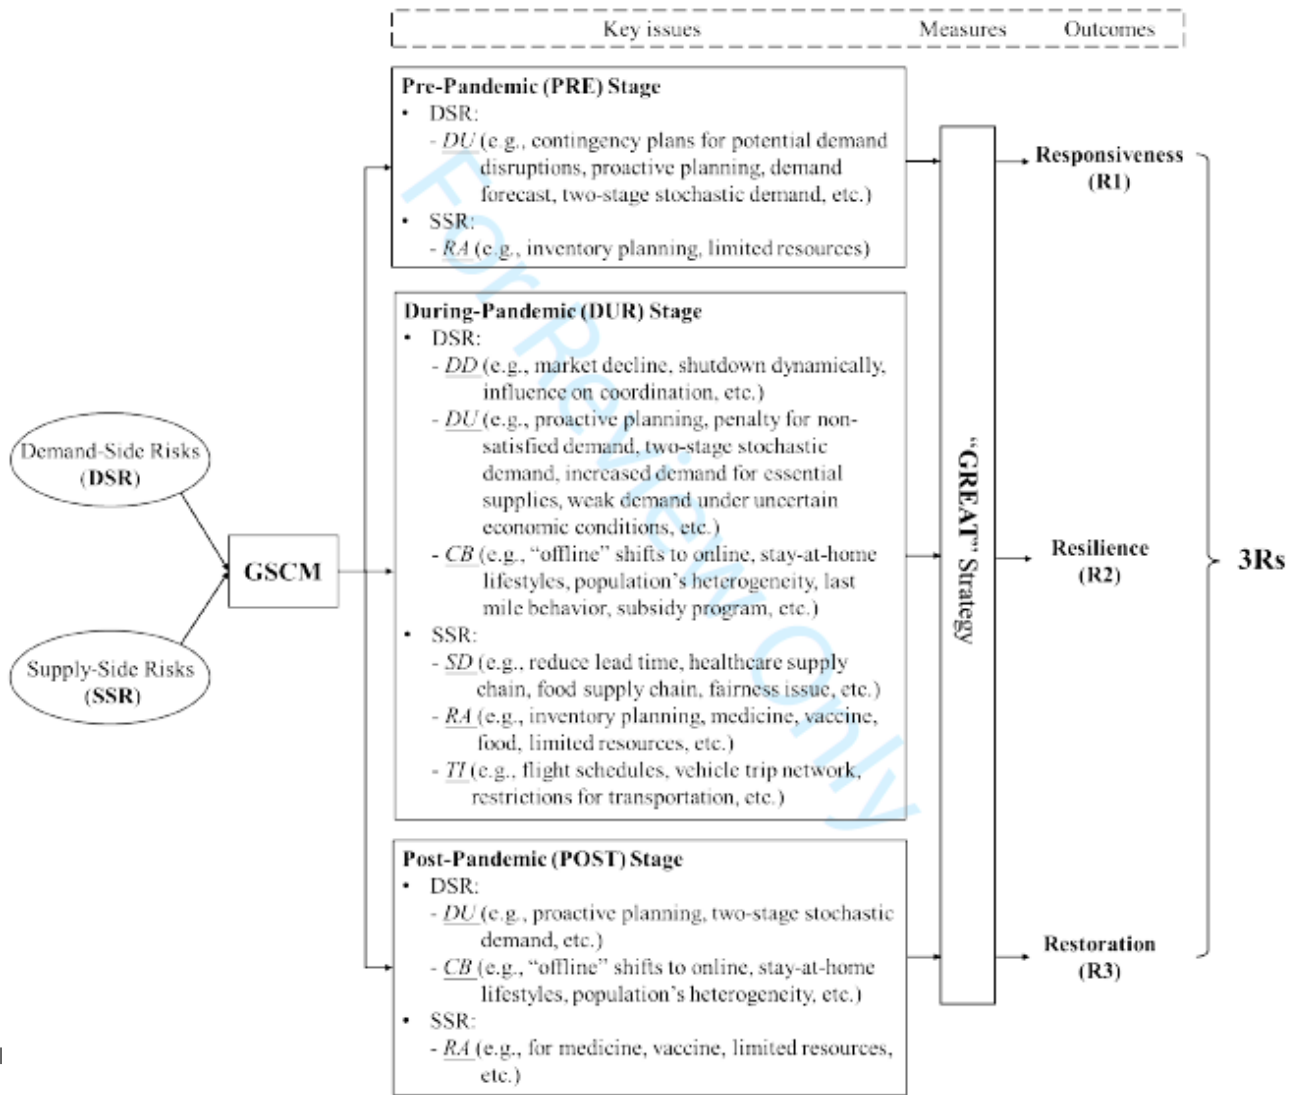 Key issues Measures Outcomes
Pre-Pandemic (PRE) Stage
• DSR:
- DU (e.g., contingency plans for potential demand
disruptions, proactive planning, demand
forecast, two-stage stochastic demand, etc.)
• SSR:
- RA (e.g., inventory planning, limited resources)
During-Pandemic (DUR) Stage
• DSR:
- DD (e.g., market decline, shutdown dynamically,
influence on coordination, etc.)
- DU (e.g., proactive planning, penalty for non-
satisfied demand, two-stage stochastic
demand, increased demand for essential
supplies, weak demand under uncertain
economic conditions, etc.)
- CB (e.g., “offline” shifts to online, stay-at-home
lifestyles, population’s heterogeneity, last
mile behavior, subsidy program, etc.)
• SSR:
- SD (e.g., reduce lead time, healthcare supply
chain, food supply chain, fairness issue, etc.)
- RA (e.g., inventory planning, medicine, vaccine,
food, limited resources, etc.)
- TI (e.g., flight schedules, vehicle trip network,
restrictions for transportation, etc.)
Post-Pandemic (POST) Stage
• DSR:
- DU (e.g., proactive planning, two-stage stochastic
demand, etc.)
- CB (e.g., “offline” shifts to online, stay-at-home
lifestyles, population’s heterogeneity, etc.)
• SSR:
- RA (e.g., for medicine, vaccine, limited resources,
etc.)
Demand-Side Risks
(DSR)
GSCM
Supply-Side Risks
(SSR)
“GREAT” Strategy
Responsiveness
(R1)
Resilience
(R2)
Restoration
(R3)
3Rs
For Review Only